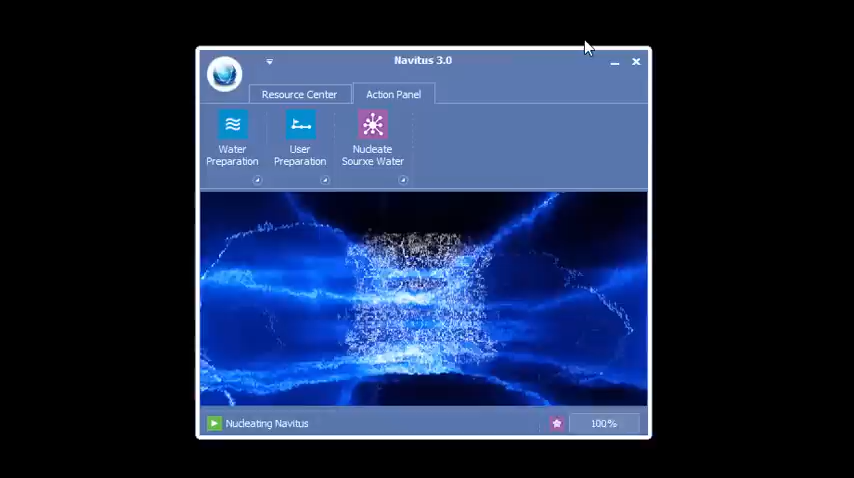 Navitus 3.0
Resource Center
Action Panel
Water
Preparation
User
Preparation
Nucleate
Sourxe Water
Nucleating Navitus
100%